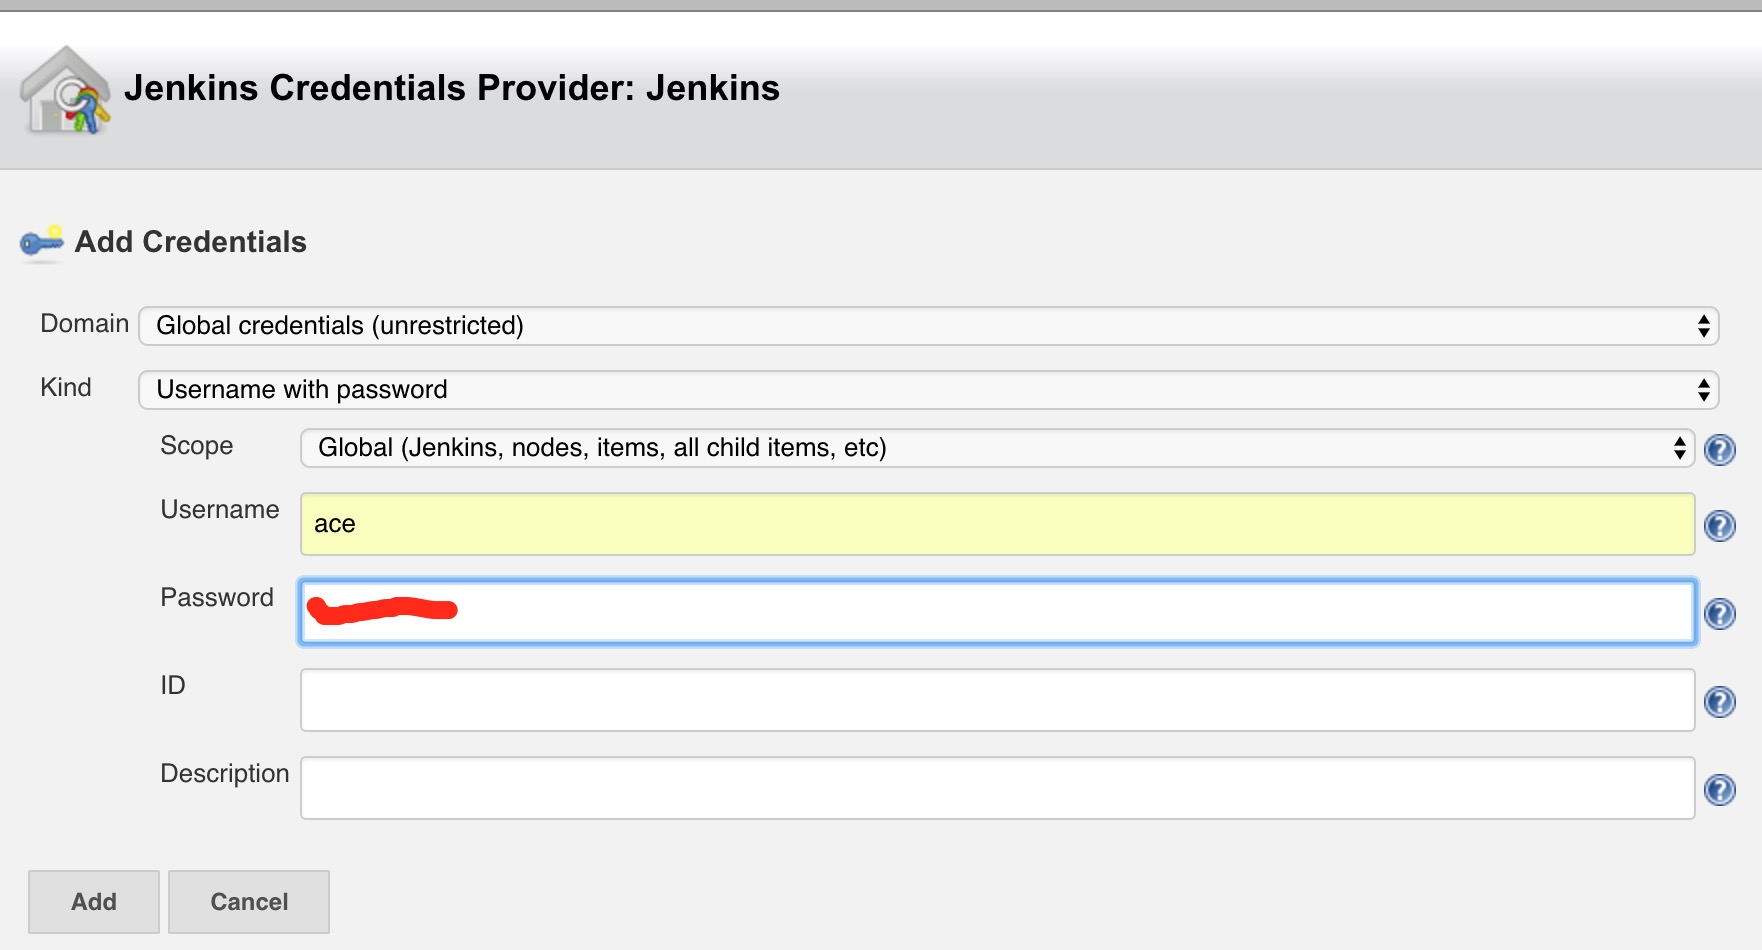 Jenkins Credentials Provider: Jenkins
Add Credentials
Domain Global credentials (unrestricted)
Kind Username with password
Scope Global (Jenkins, nodes, items, all child items, etc)
Username ace
Password
ID
Description
Add Cancel